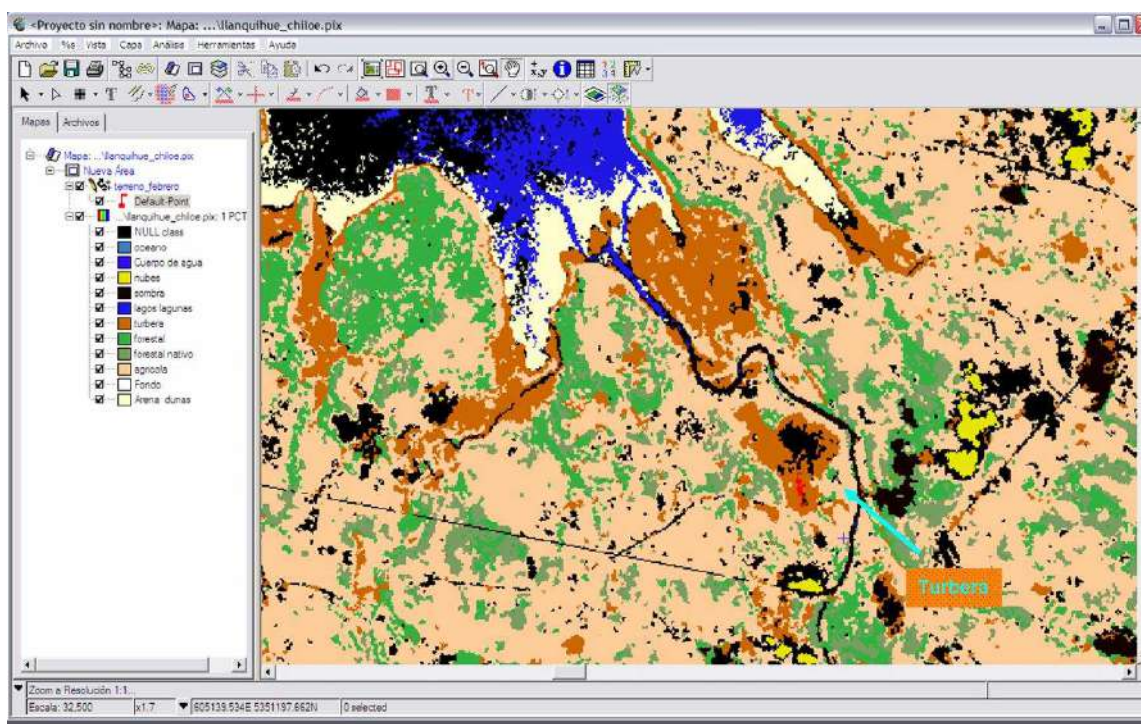 <Proyecto sin nombre>: Mapa: ...\llanquihue_chiloe.pix
Archivo %s Vista Capa Análisis Herramientas Ayuda
Mapas Archivos
Mapa: ...\llanquihue_chiloe.pix
Nueva Área
terreno_febrero
Default-Point
...\llanquihue_chiloe.pix: 1 PCT
NULL class
oceano
Cuerpo de agua
nubes
sombra
lagos lagunas
turbera
forestal
forestal nativo
agricola
Fondo
Arena dunas
Turbera
Zoom a Resolución 1:1...
Escala: 32,500 x1.7 605139.534E 5351197.662N 0 selected